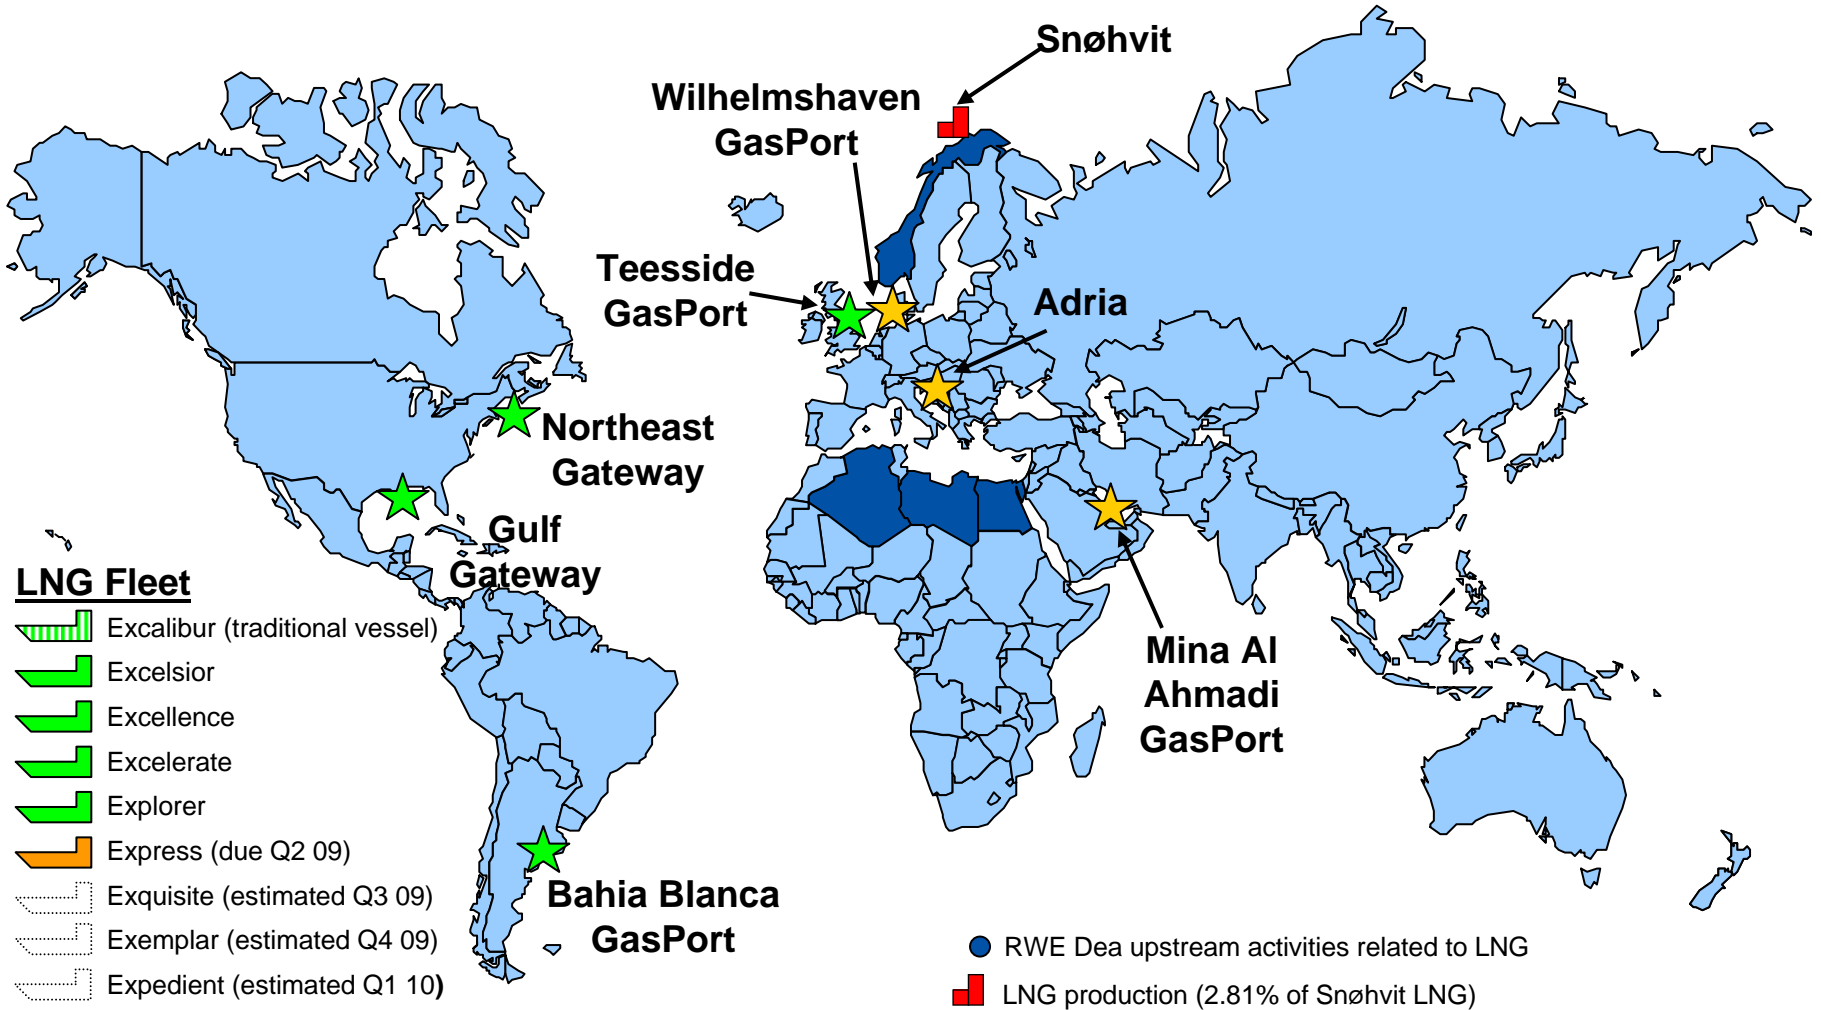 Snøhvit
Wilhelmshaven
GasPort
Teesside
GasPort
Adria
Northeast
Gateway
Gulf
Gateway
LNG Fleet
Excalibur (traditional vessel)
Excelsior
Excellence
Excelerate
Explorer
Express (due Q2 09)
Exquisite (estimated Q3 09)
Exemplar (estimated Q4 09)
Expedient (estimated Q1 10)
Mina Al
Ahmadi
GasPort
Bahia Blanca
GasPort
RWE Dea upstream activities related to LNG
LNG production (2.81% of Snøhvit LNG)